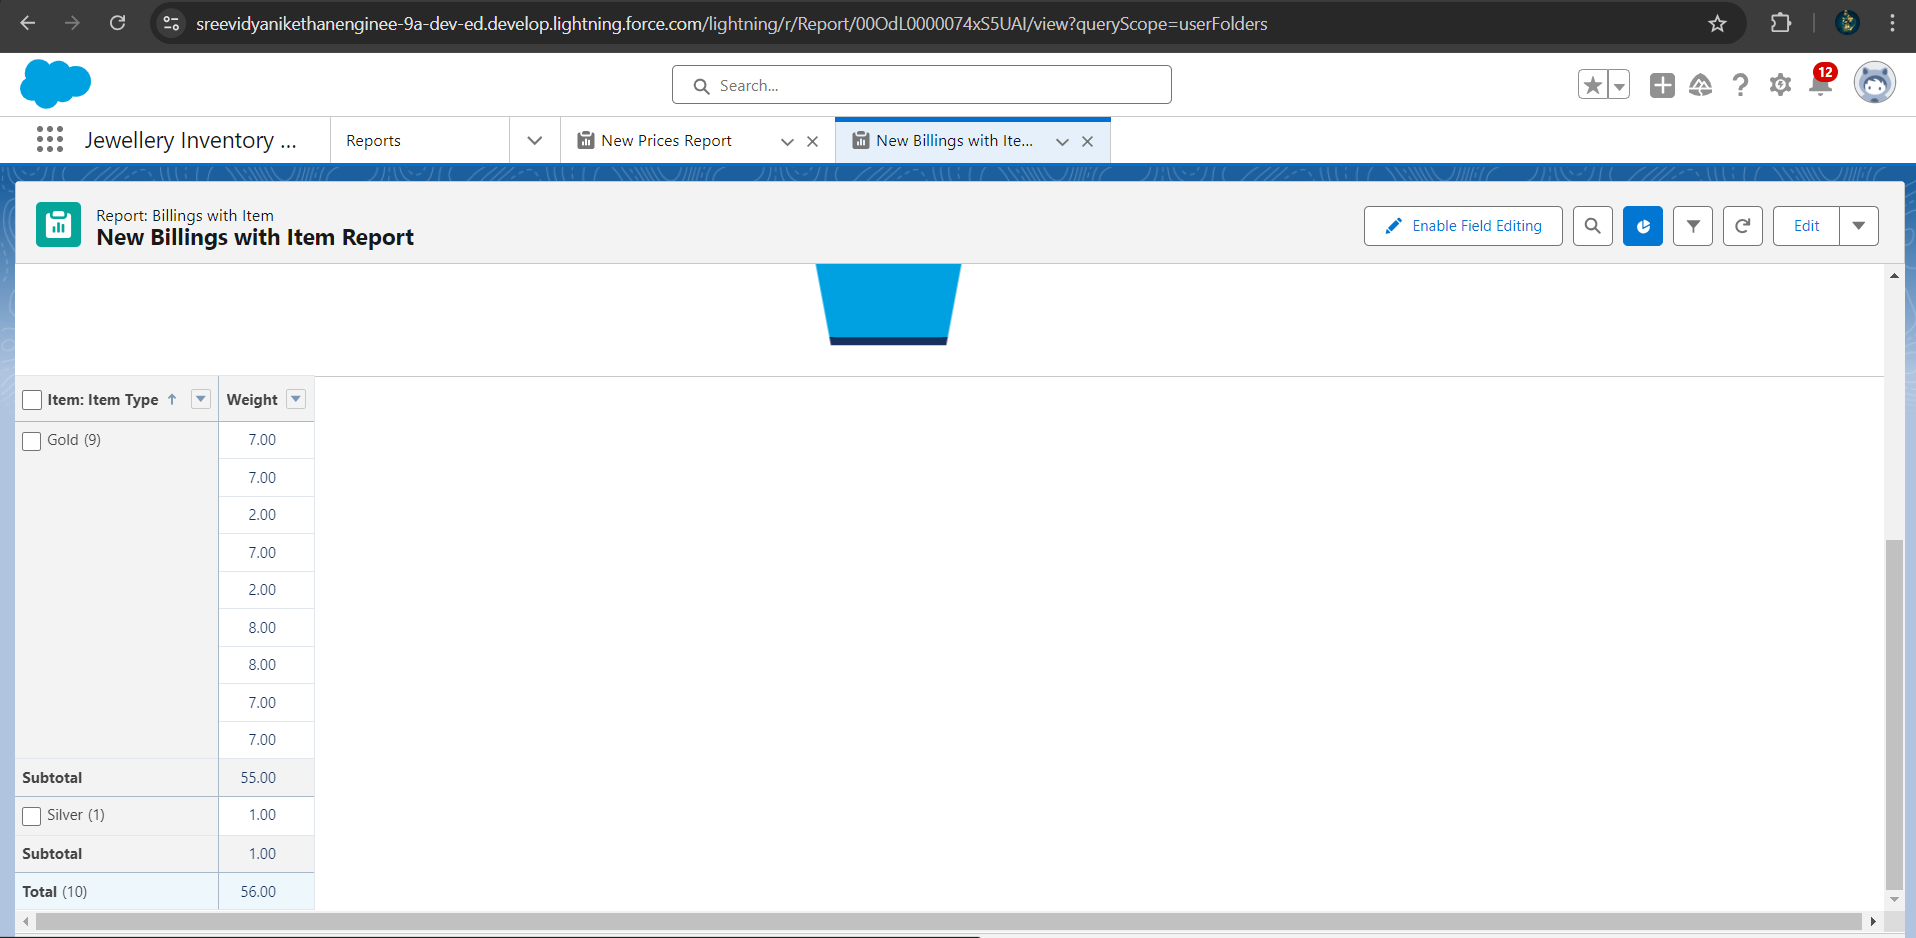 sreevidyanikethanenginee-9a-dev-ed.develop.lightning.force.com/lightning/r/Report/00OdL0000074xS5UAI/view?queryScope=userFolders
Search...
12
Jewellery Inventory ...
Reports
New Prices Report
New Billings with Ite...
Report: Billings with Item
New Billings with Item Report
Enable Field Editing
Edit
Item: Item Type
Weight
Gold (9)
7.00
7.00
2.00
7.00
2.00
8.00
8.00
7.00
7.00
Subtotal
55.00
Silver (1)
1.00
Subtotal
1.00
Total (10)
56.00